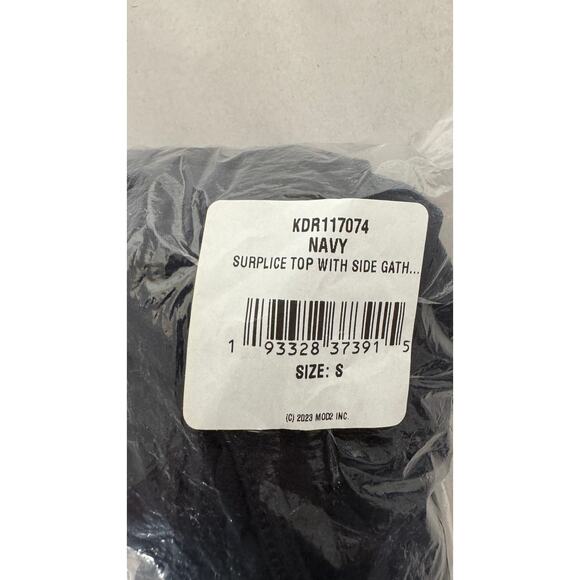 KDR117074
NAVY
SURPLICE TOP WITH SIDE GATH...
1 93328 37391 5
SIZE: S
(C) 2023 MOD2 INC.